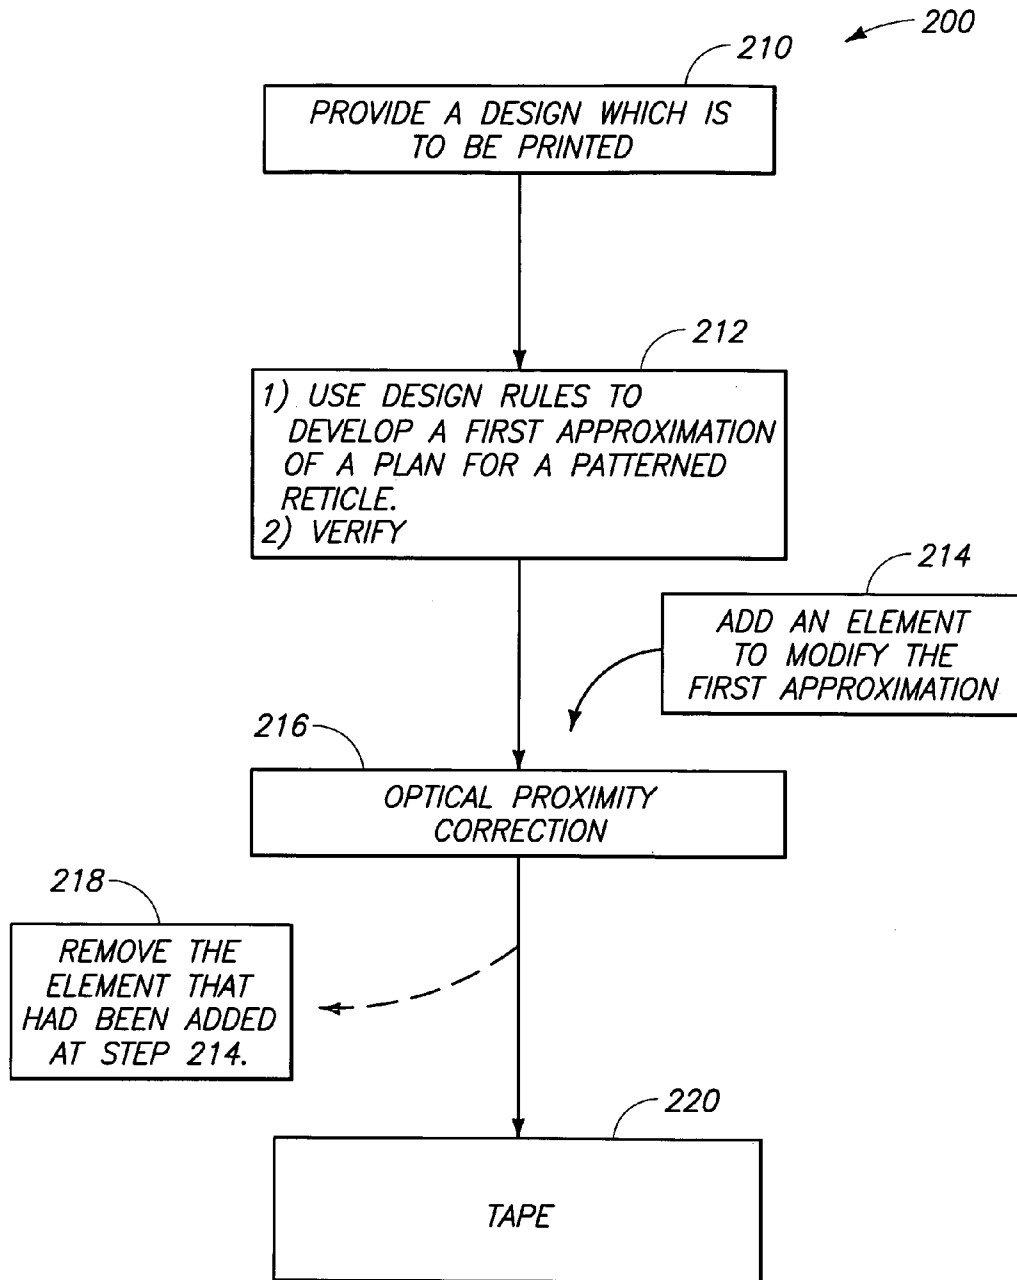 200
210
PROVIDE A DESIGN WHICH IS
TO BE PRINTED
212
1) USE DESIGN RULES TO
DEVELOP A FIRST APPROXIMATION
OF A PLAN FOR A PATTERNED
RETICLE.
2) VERIFY
214
ADD AN ELEMENT
TO MODIFY THE
FIRST APPROXIMATION
216
OPTICAL PROXIMITY
CORRECTION
218
REMOVE THE
ELEMENT THAT
HAD BEEN ADDED
AT STEP 214.
220
TAPE